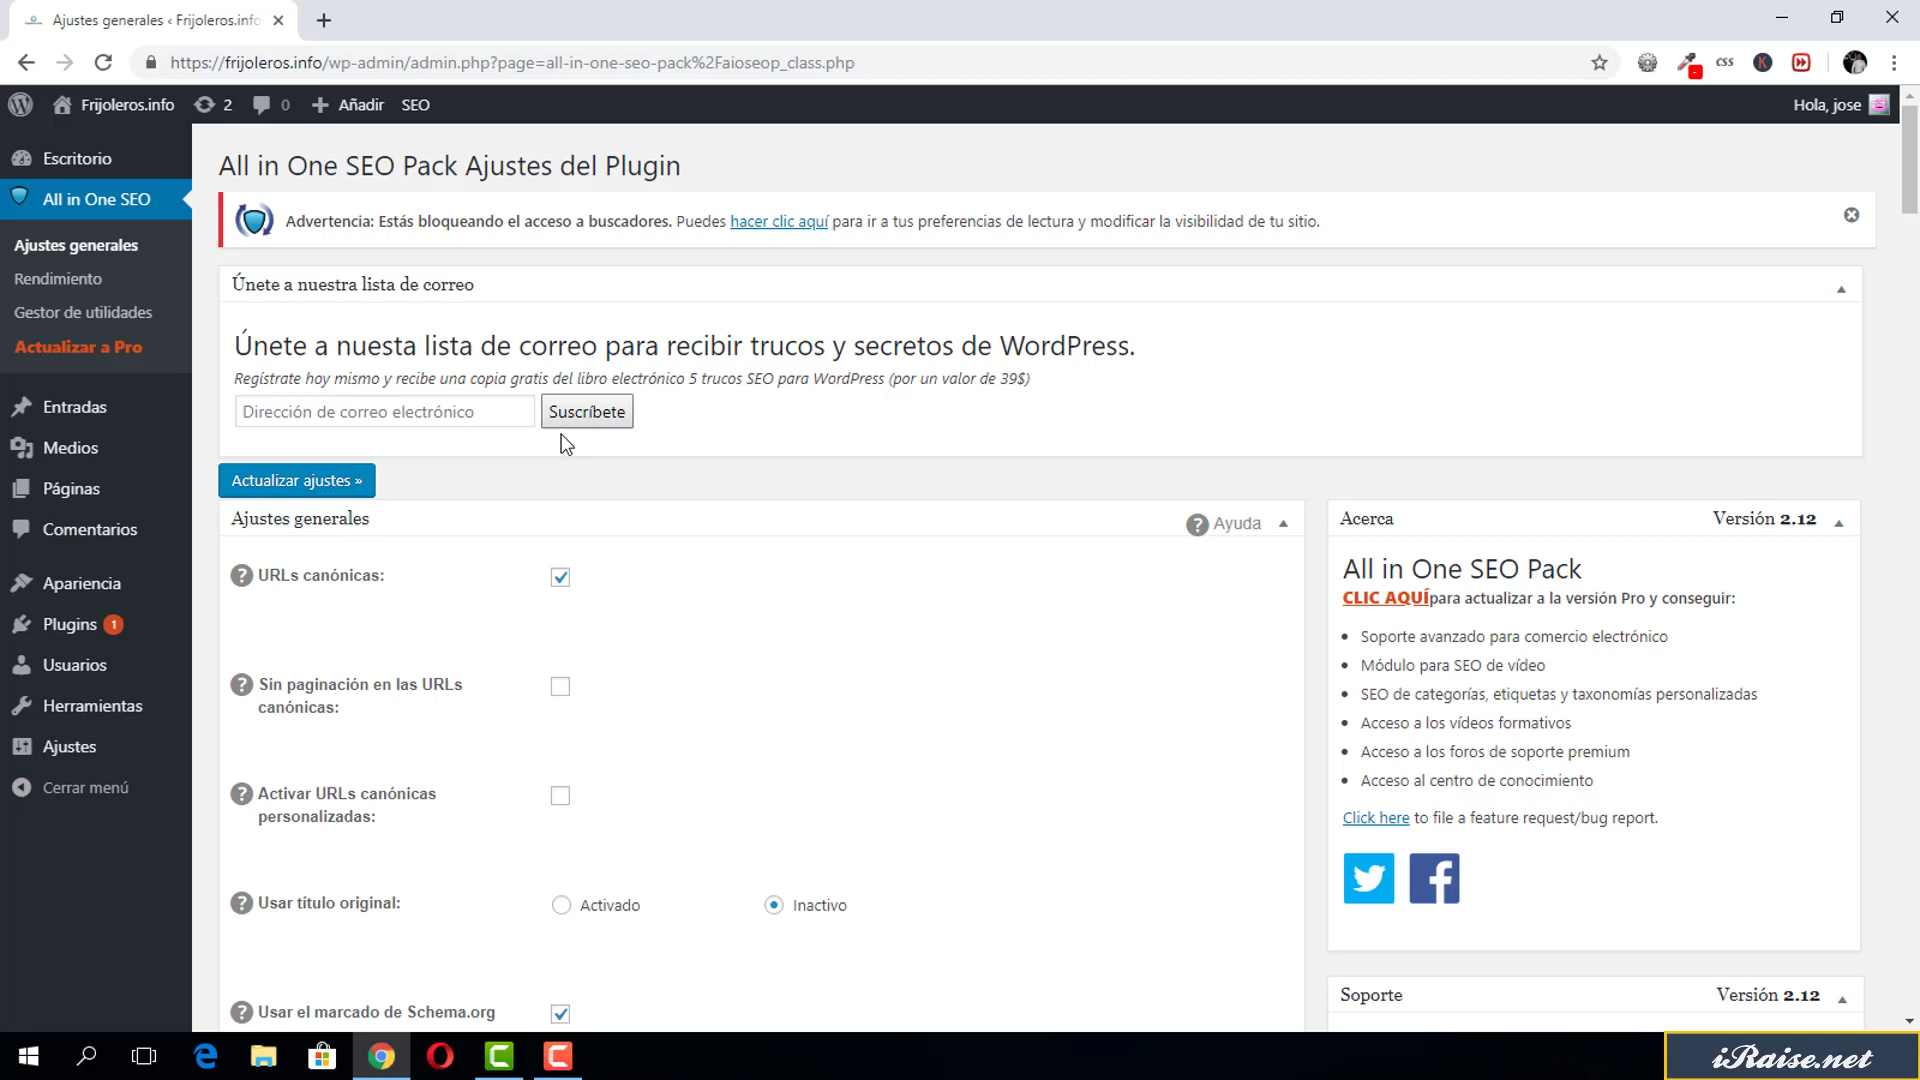 Ajustes generales ‹ Frijoleros.info
https://frijoleros.info/wp-admin/admin.php?page=all-in-one-seo-pack%2Faioseop_class.php
css
K
Frijoleros.info 2 0 Añadir SEO
Hola, jose
Escritorio
All in One SEO
Ajustes generales
Rendimiento
Gestor de utilidades
Actualizar a Pro
Entradas
Medios
Páginas
Comentarios
Apariencia
Plugins 1
Usuarios
Herramientas
Ajustes
Cerrar menú
All in One SEO Pack Ajustes del Plugin
Advertencia: Estás bloqueando el acceso a buscadores. Puedes hacer clic aquí para ir a tus preferencias de lectura y modificar la visibilidad de tu sitio.
Únete a nuestra lista de correo
Únete a nuesta lista de correo para recibir trucos y secretos de WordPress.
Regístrate hoy mismo y recibe una copia gratis del libro electrónico 5 trucos SEO para WordPress (por un valor de 39$)
Dirección de correo electrónico Suscríbete
Actualizar ajustes »
Ajustes generales
Ayuda
URLs canónicas:
Sin paginación en las URLs
canónicas:
Activar URLs canónicas
personalizadas:
Usar título original: Activado Inactivo
Usar el marcado de Schema.org
Acerca Versión 2.12
All in One SEO Pack
CLIC AQUÍpara actualizar a la versión Pro y conseguir:
Soporte avanzado para comercio electrónico
Módulo para SEO de vídeo
SEO de categorías, etiquetas y taxonomías personalizadas
Acceso a los vídeos formativos
Acceso a los foros de soporte premium
Acceso al centro de conocimiento
Click here to file a feature request/bug report.
Soporte Versión 2.12
iRaise.net